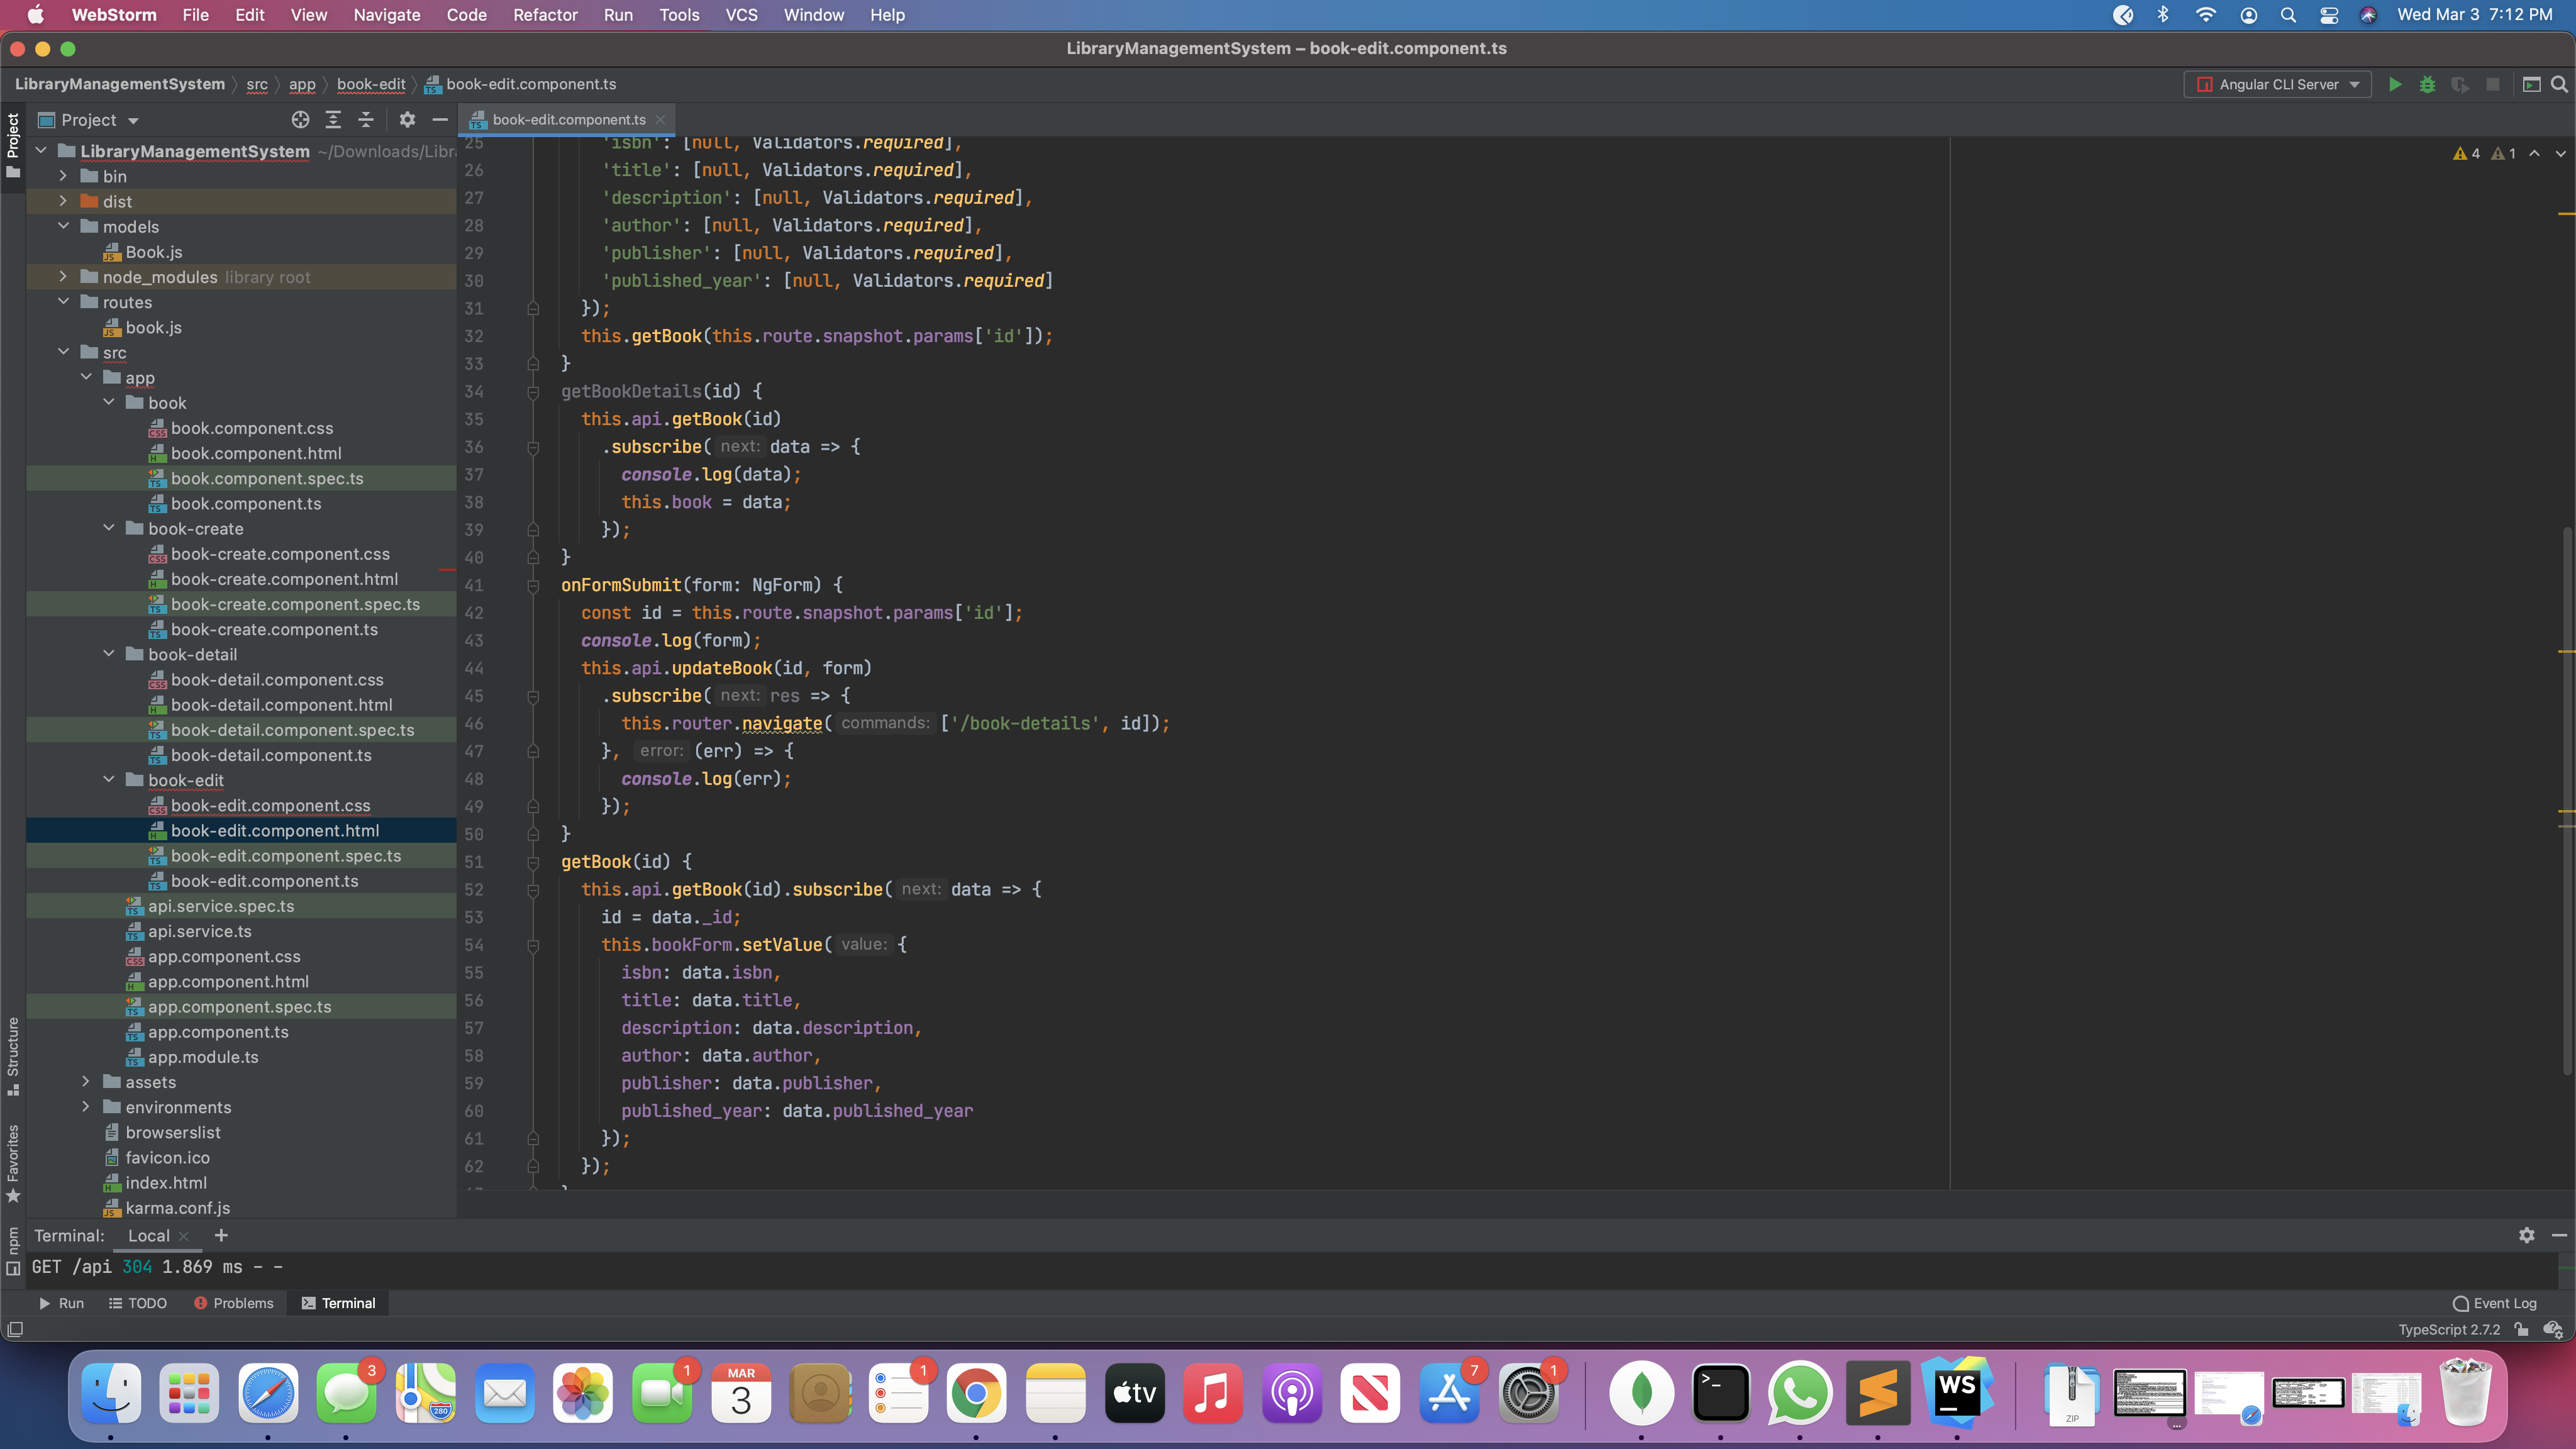 WebStorm File Edit View Navigate Code Refactor Run Tools VCS Window Help Wed Mar 3 7:12 PM
LibraryManagementSystem – book-edit.component.ts
LibraryManagementSystem src app book-edit book-edit.component.ts Angular CLI Server
Project
Project
book-edit.component.ts
4 1
LibraryManagementSystem ~/Downloads/Libr
bin
dist
models
Book.js
node_modules library root
routes
book.js
src
app
book
book.component.css
book.component.html
book.component.spec.ts
book.component.ts
book-create
book-create.component.css
book-create.component.html
book-create.component.spec.ts
book-create.component.ts
book-detail
book-detail.component.css
book-detail.component.html
book-detail.component.spec.ts
book-detail.component.ts
book-edit
book-edit.component.css
book-edit.component.html
book-edit.component.spec.ts
book-edit.component.ts
api.service.spec.ts
api.service.ts
app.component.css
app.component.html
app.component.spec.ts
app.component.ts
app.module.ts
assets
environments
browserslist
favicon.ico
index.html
karma.conf.js
Structure
Favorites
npm
25 'isbn': [null, Validators.required],
26 'title': [null, Validators.required],
27 'description': [null, Validators.required],
28 'author': [null, Validators.required],
29 'publisher': [null, Validators.required],
30 'published_year': [null, Validators.required]
31 });
32 this.getBook(this.route.snapshot.params['id']);
33 }
34 getBookDetails(id) {
35 this.api.getBook(id)
36 .subscribe( next: data => {
37 console.log(data);
38 this.book = data;
39 });
40 }
41 onFormSubmit(form: NgForm) {
42 const id = this.route.snapshot.params['id'];
43 console.log(form);
44 this.api.updateBook(id, form)
45 .subscribe( next: res => {
46 this.router.navigate( commands: ['/book-details', id]);
47 }, error: (err) => {
48 console.log(err);
49 });
50 }
51 getBook(id) {
52 this.api.getBook(id).subscribe( next: data => {
53 id = data._id;
54 this.bookForm.setValue( value: {
55 isbn: data.isbn,
56 title: data.title,
57 description: data.description,
58 author: data.author,
59 publisher: data.publisher,
60 published_year: data.published_year
61 });
62 });
Terminal: Local +
GET /api 304 1.869 ms - -
Run TODO Problems Terminal Event Log
TypeScript 2.7.2
3 280 1 MAR 3 1 tv 7 1 >_ WS ZIP